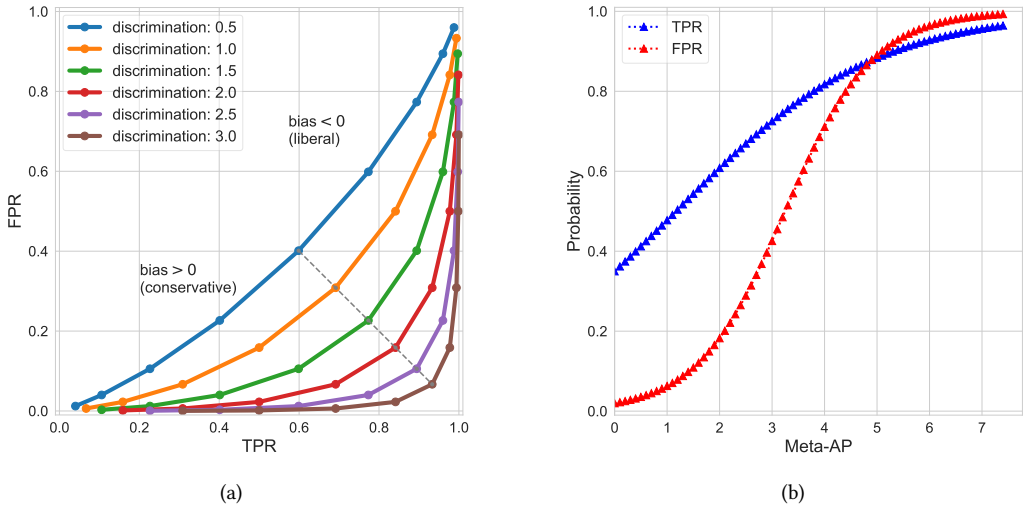 discrimination: 0.5
discrimination: 1.0
discrimination: 1.5
discrimination: 2.0
discrimination: 2.5
discrimination: 3.0
bias < 0
(liberal)
bias > 0
(conservative)
1.0
0.8
0.6
0.4
0.2
0.0
FPR
0.0 0.2 0.4 0.6 0.8 1.0
TPR
(a)
TPR
FPR
1.0
0.8
0.6
0.4
0.2
0.0
Probability
0 1 2 3 4 5 6 7
Meta-AP
(b)